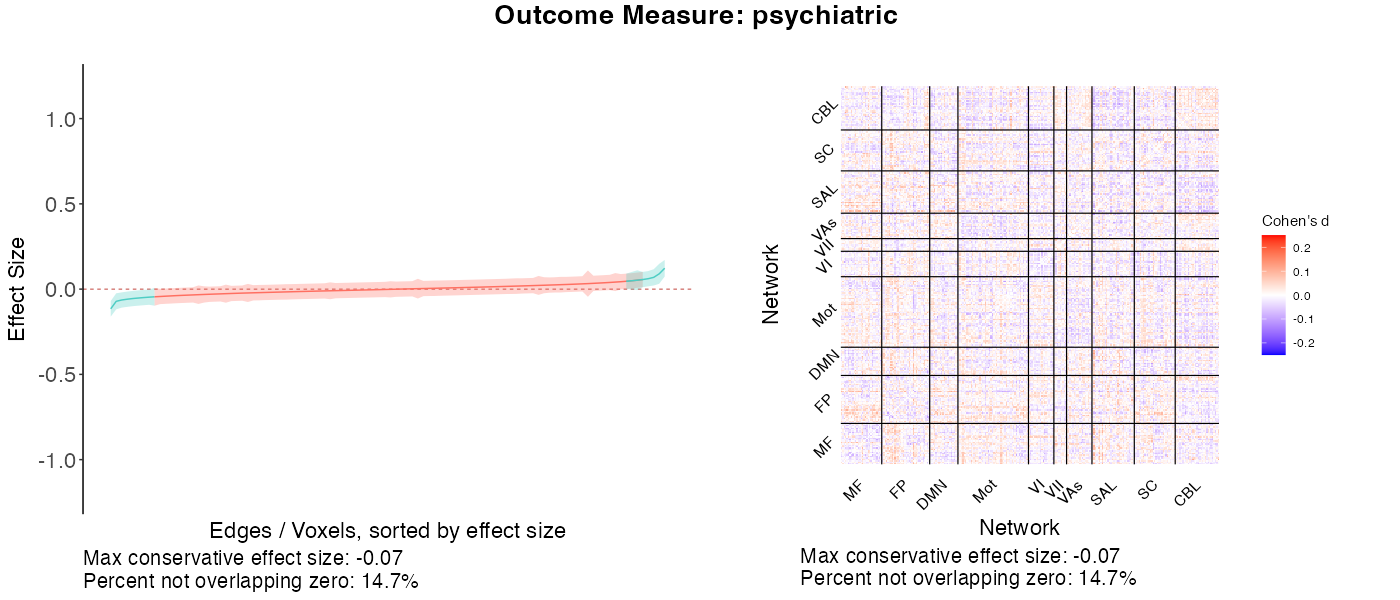 Outcome Measure: psychiatric
Effect Size
1.0
0.5
0.0
-0.5
-1.0
Edges / Voxels, sorted by effect size
Max conservative effect size: -0.07
Percent not overlapping zero: 14.7%
Network
CBL
SC
SAL
VAs
VII
VI
Mot
DMN
FP
MF
MF
FP
DMN
Mot
VI
VII
VAs
SAL
SC
CBL
Network
Max conservative effect size: -0.07
Percent not overlapping zero: 14.7%
Cohen's d
0.2
0.1
0.0
-0.1
-0.2